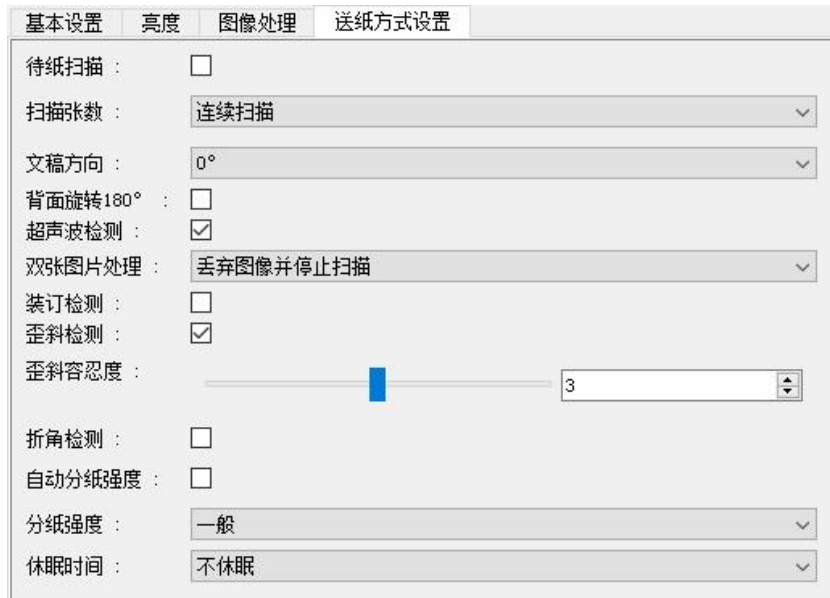 基本设置 亮度 图像处理 送纸方式设置
待纸扫描 :
扫描张数 : 连续扫描
文稿方向 : 0°
背面旋转180° :
超声波检测 :
双张图片处理 : 丢弃图像并停止扫描
装订检测 :
歪斜检测 :
歪斜容忍度 : 3
折角检测 :
自动分纸强度 :
分纸强度 : 一般
休眠时间 : 不休眠